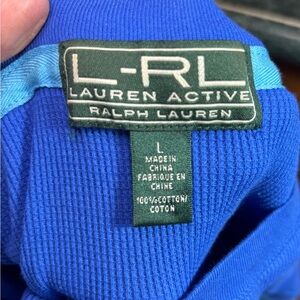 L-RL
LAUREN ACTIVE
RALPH LAUREN
L
MADE IN
CHINA
FABRIQUE EN
CHINE
100%COTTON/
COTON